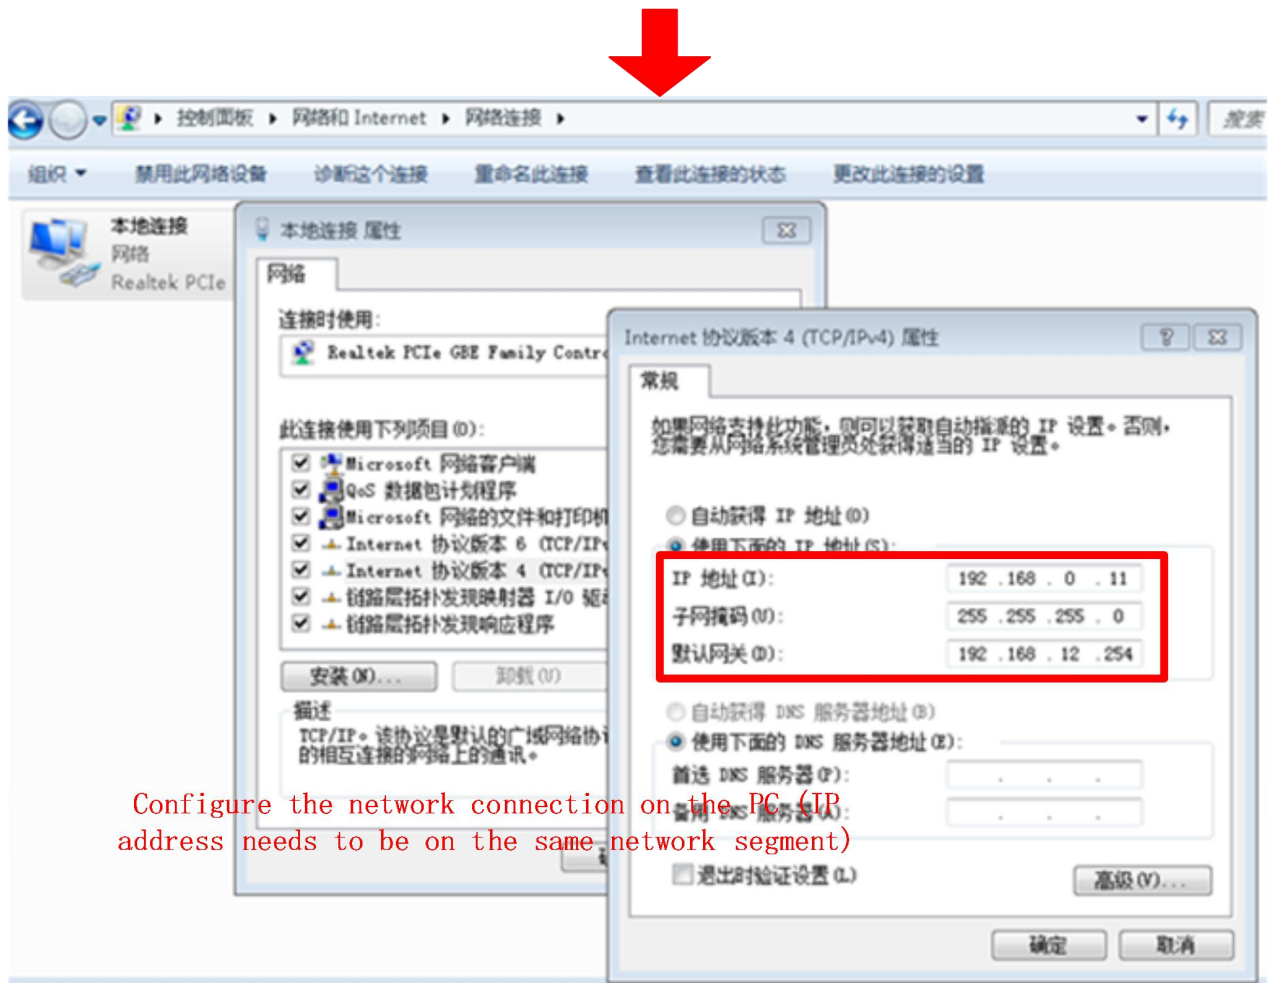 控制面板 ▸ 网络和 Internet ▸ 网络连接 ▸
搜索
组织 禁用此网络设备 诊断这个连接 重命名此连接 查看此连接的状态 更改此连接的设置
本地连接
网络
Realtek PCIe
本地连接 属性
网络
连接时使用:
Realtek PCIe GBE Family Contro
此连接使用下列项目(O):
Microsoft 网络客户端
QoS 数据包计划程序
Microsoft 网络的文件和打印机
Internet 协议版本 6 (TCP/IPv
Internet 协议版本 4 (TCP/IPv
链路层拓扑发现映射器 I/O 驱动
链路层拓扑发现响应程序
安装(N)... 卸载(U)
描述
TCP/IP。该协议是默认的广域网络协议
的相互连接的网络上的通讯。
Internet 协议版本 4 (TCP/IPv4) 属性
常规
如果网络支持此功能，则可以获取自动指派的 IP 设置。否则，
您需要从网络系统管理员处获得适当的 IP 设置。
自动获得 IP 地址(O)
使用下面的 IP 地址(S):
IP 地址(I): 192 .168 . 0 . 11
子网掩码(U): 255 .255 .255 . 0
默认网关(D): 192 .168 . 12 .254
自动获得 DNS 服务器地址(B)
使用下面的 DNS 服务器地址(E):
首选 DNS 服务器(P):
备用 DNS 服务器(A):
退出时验证设置(L)
高级(V)...
确定 取消
Configure the network connection on the PC (IP
address needs to be on the same network segment)